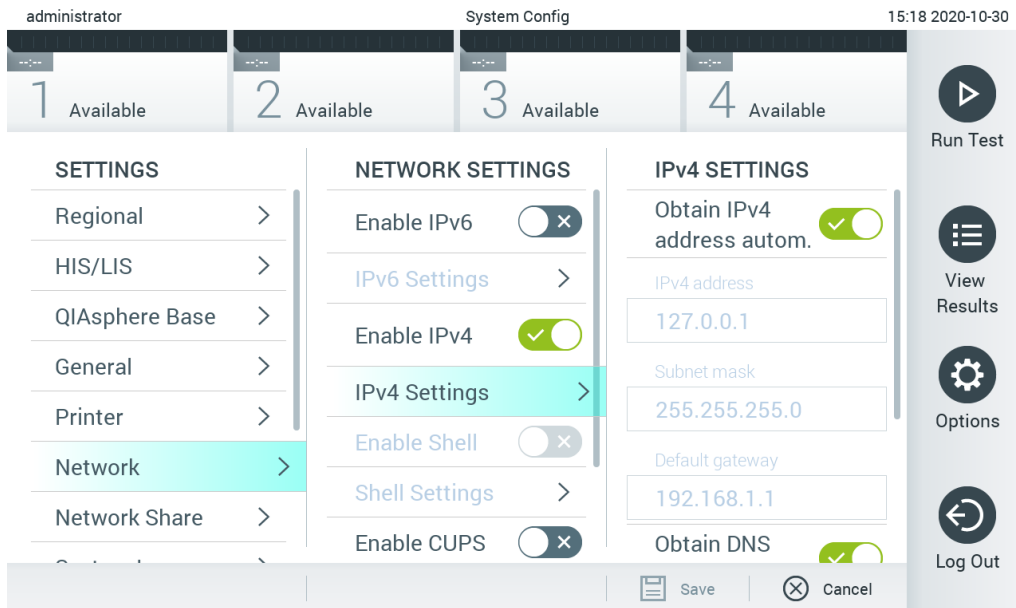 administrator
System Config
15:18 2020-10-30
--:--
1 Available
--:--
2 Available
--:--
3 Available
--:--
4 Available
SETTINGS
Regional
HIS/LIS
QIAsphere Base
General
Printer
Network
Network Share
NETWORK SETTINGS
Enable IPv6
IPv6 Settings
Enable IPv4
IPv4 Settings
Enable Shell
Shell Settings
Enable CUPS
IPv4 SETTINGS
Obtain IPv4
address autom.
IPv4 address
127.0.0.1
Subnet mask
255.255.255.0
Default gateway
192.168.1.1
Obtain DNS
Save
Cancel
Run Test
View
Results
Options
Log Out